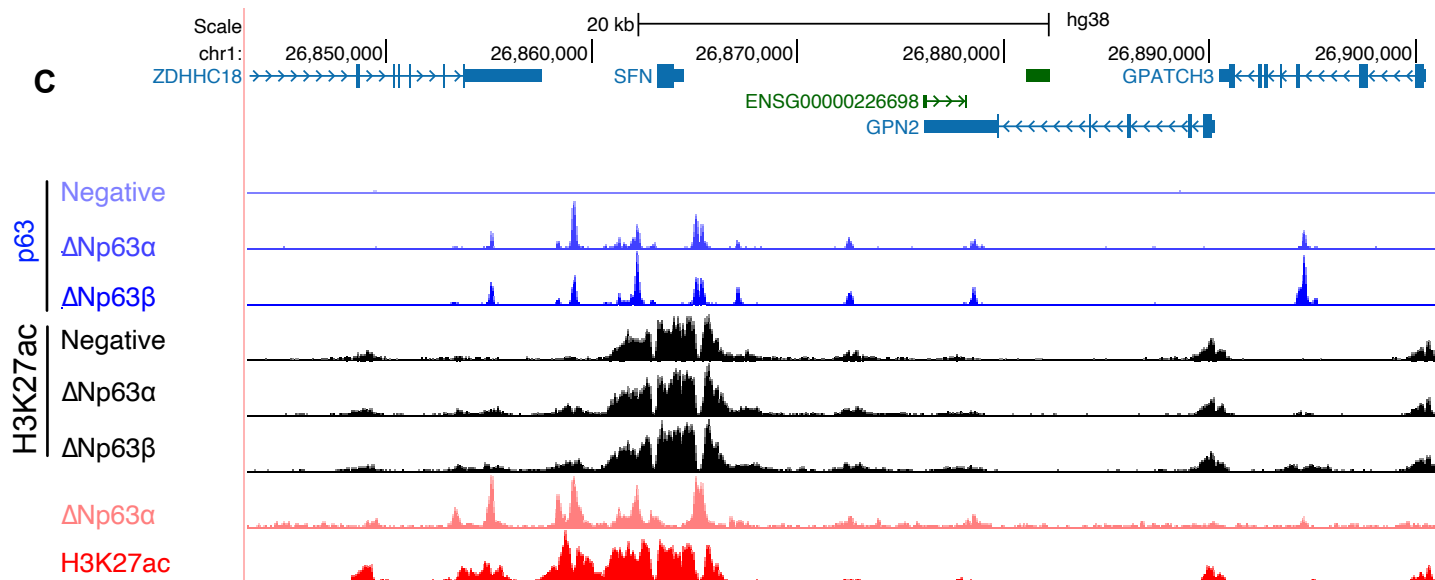 Scale 20 kb hg38
chr1: 26,850,000 26,860,000 26,870,000 26,880,000 26,890,000 26,900,000
C ZDHHC18 SFN GPATCH3
ENSG00000226698
GPN2
p63
Negative
ΔNp63α
ΔNp63β
H3K27ac
Negative
ΔNp63α
ΔNp63β
ΔNp63α
H3K27ac